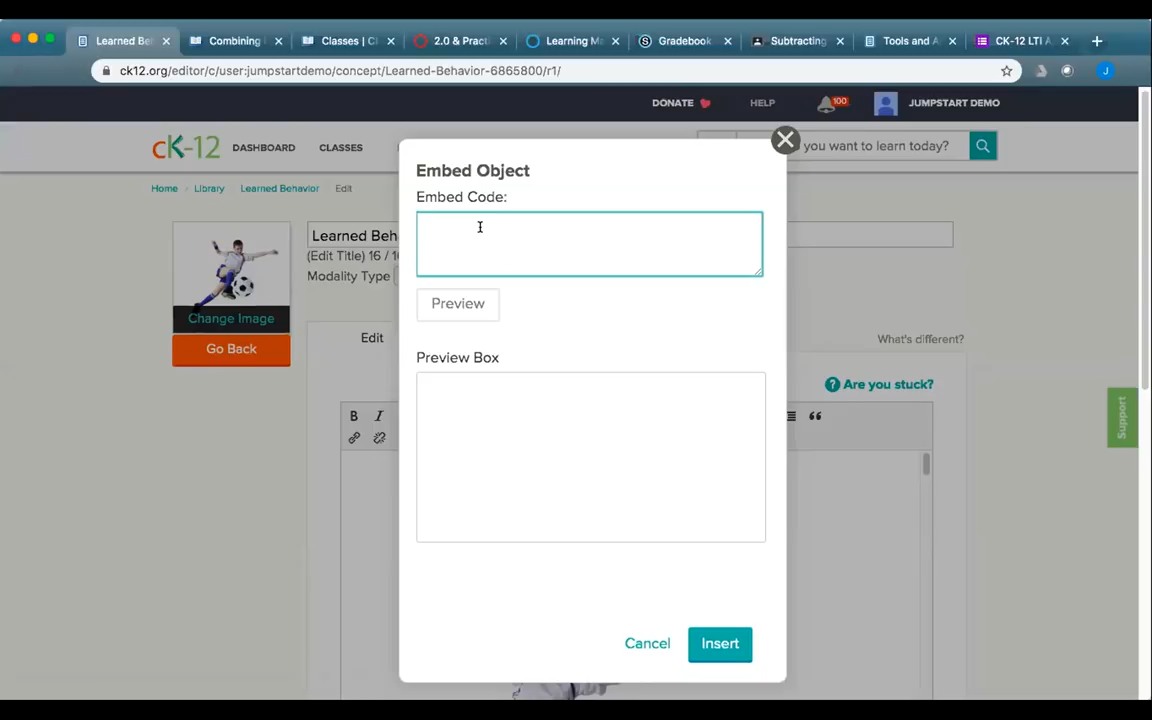 Learned Be
Combining
Classes | C
2.0 & Practi
Learning M
Gradebook
Subtracting
Tools and A
CK-12 LTI A
ck12.org/editor/c/user:jumpstartdemo/concept/Learned-Behavior-6865800/r1/
J
DONATE
HELP
100
JUMPSTART DEMO
cK-12
DASHBOARD
CLASSES
you want to learn today?
Home
Library
Learned Behavior
Edit
Learned Beh
(Edit Title) 16 / 1
Modality Type
Change Image
Go Back
Edit
What's different?
? Are you stuck?
B I
Support
Embed Object
Embed Code:
Preview
Preview Box
Cancel
Insert